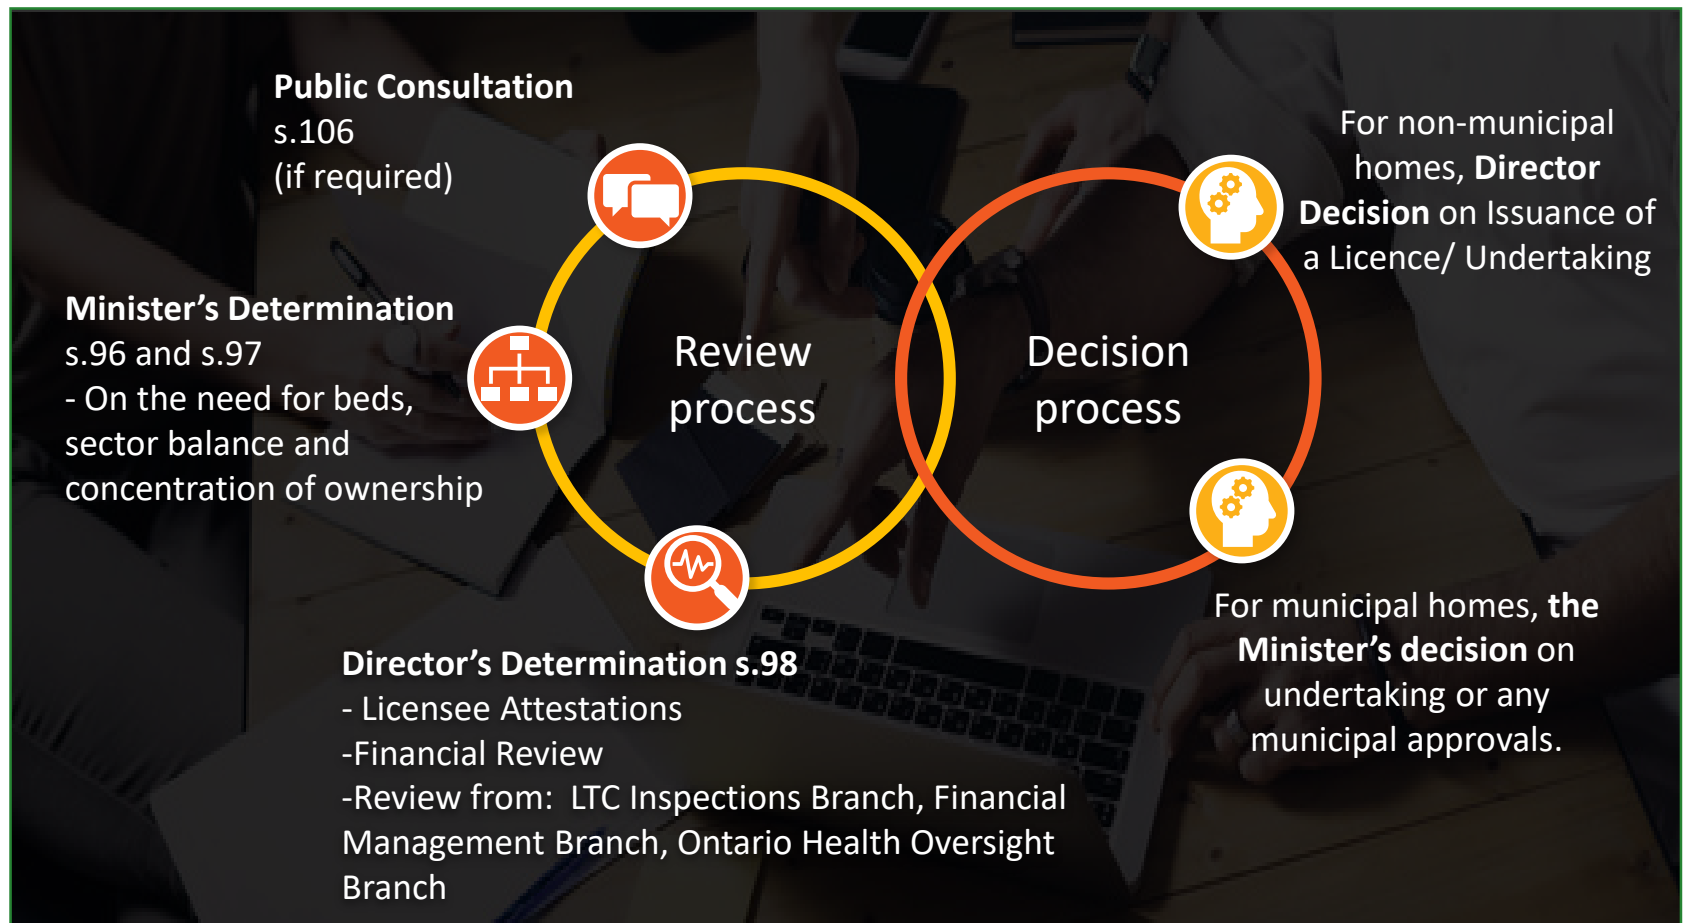 Public Consultation
s.106
(if required)
Minister’s Determination
s.96 and s.97
- On the need for beds,
sector balance and
concentration of ownership
Review
process
Director’s Determination s.98
- Licensee Attestations
-Financial Review
-Review from:  LTC Inspections Branch, Financial
Management Branch, Ontario Health Oversight
Branch
Decision
process
For non-municipal
homes, Director
Decision on Issuance of
a Licence/ Undertaking
For municipal homes, the
Minister’s decision on
undertaking or any
municipal approvals.